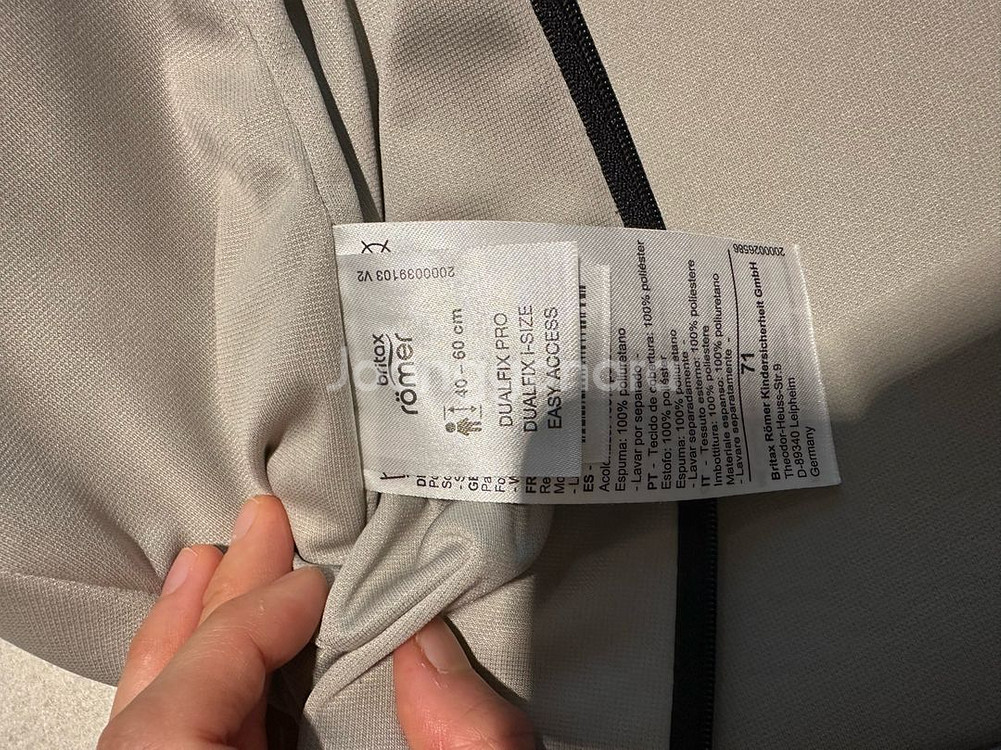 2000039103 V2
britax
römer
40 – 60 cm
DUALFIX PRO
DUALFIX I-SIZE
EASY ACCESS
FR
ES -
Espuma: 100% poliuretano
- Lavar por separado -
PT - Tecido de cobertura: 100% poliéster
Estofo: 100% poliéster
Espuma: 100% poliuretano
- Lavar separadamente -
IT - Tessuto esterno: 100% poliestere
Imbottitura: 100% poliestere
Materiale espanso: 100% poliuretano
- Lavare separatamente -
71
2000026586
Britax Römer Kindersicherheit GmbH
Theodor-Heuss-Str.9
D-89340 Leipheim
Germany